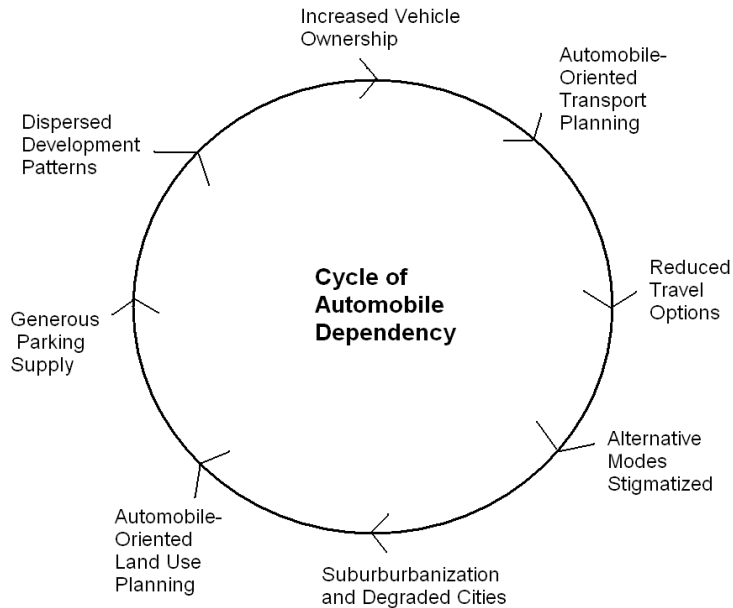 Increased Vehicle
Ownership
Automobile-
Oriented
Transport
Planning
Reduced
Travel
Options
Alternative
Modes
Stigmatized
Suburburbanization
and Degraded Cities
Automobile-
Oriented
Land Use
Planning
Generous
Parking
Supply
Dispersed
Development
Patterns
Cycle of
Automobile
Dependency